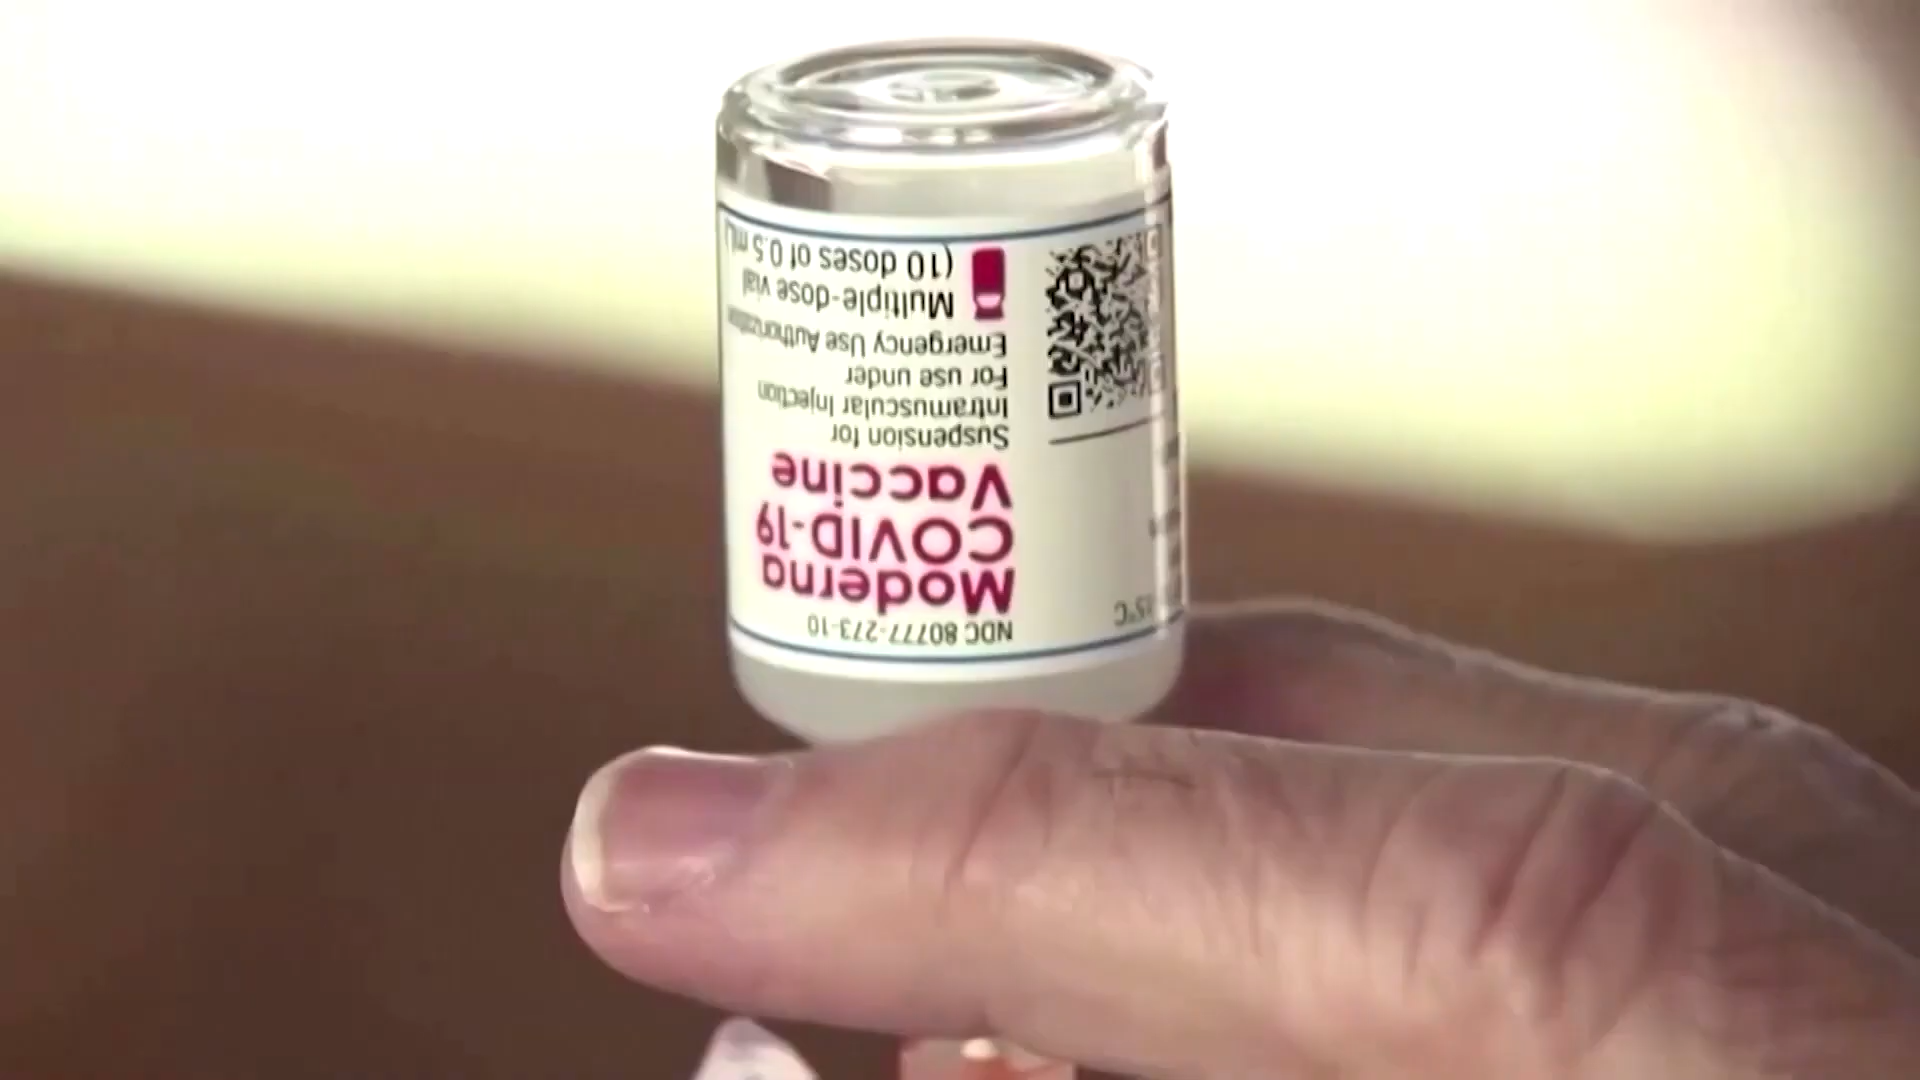 NDC 80777-273-10
Moderna
COVID-19
Vaccine
Suspension for
Intramuscular Injection
For use under
Emergency Use Authorization
Multiple-dose vial
(10 doses of 0.5 mL)